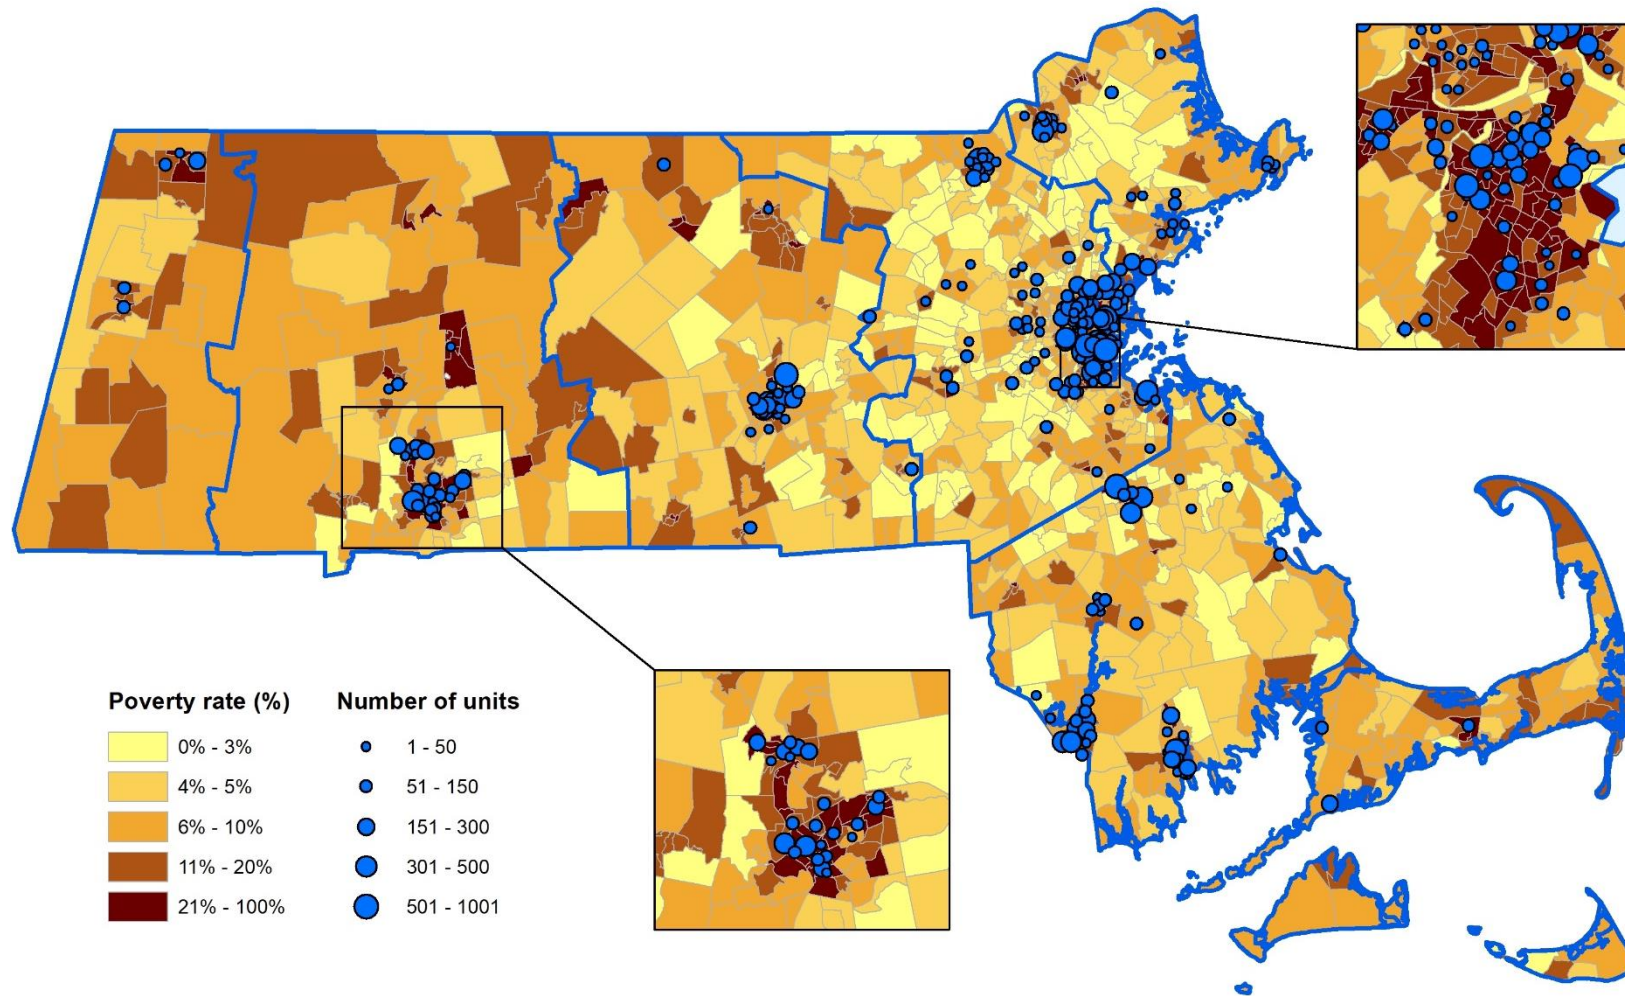 Poverty rate (%)
0% - 3%
4% - 5%
6% - 10%
11% - 20%
21% - 100%
Number of units
1 - 50
51 - 150
151 - 300
301 - 500
501 - 1001